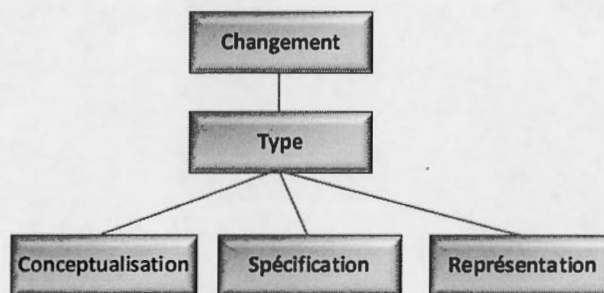 Changement
Type
Conceptualisation
Spécification
Représentation